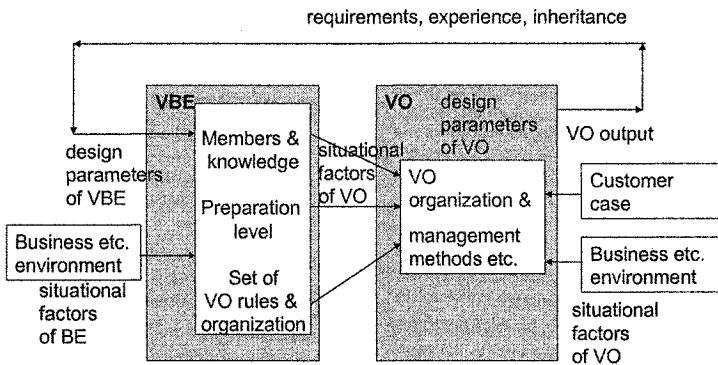 requirements, experience, inheritance
VBE
Members &
knowledge
Preparation
level
Set of
VO rules &
organization
design
parameters
of VBE
Business etc.
environment
situational
factors
of BE
situational
factors
of VO
VO
design
parameters
of VO
VO
organization &
management
methods etc.
VO output
Customer
case
Business etc.
environment
situational
factors
of VO